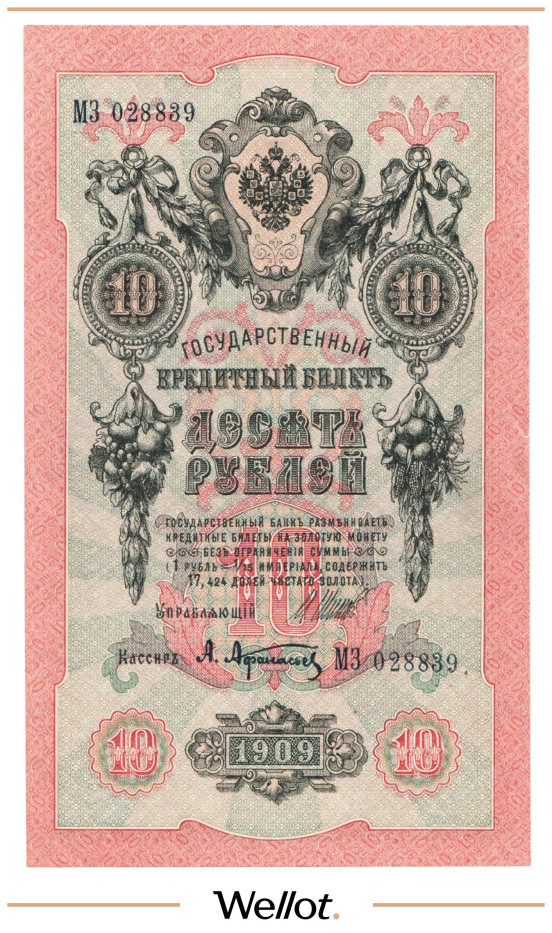 МЗ 028839
10 10
ГОСУДАРСТВЕННЫЙ
КРЕДИТНЫЙ БИЛЕТЪ
ДЕСЯТЬ
РУБЛЕЙ
ГОСУДАРСТВЕННЫЙ БАНКЪ РАЗМѢНИВАЕТЪ
КРЕДИТНЫЕ БИЛЕТЫ НА ЗОЛОТУЮ МОНЕТУ
БЕЗЪ ОГРАНИЧЕНІЯ СУММЫ
(1 РУБЛЬ = 1/15 ИМПЕРІАЛА, СОДЕРЖИТЪ
17,424 ДОЛЕЙ ЧИСТАГО ЗОЛОТА).
10
УПРАВЛЯЮЩІЙ
Кассиръ А. Афанасьев МЗ 028839
10 1909 10
Wellot.